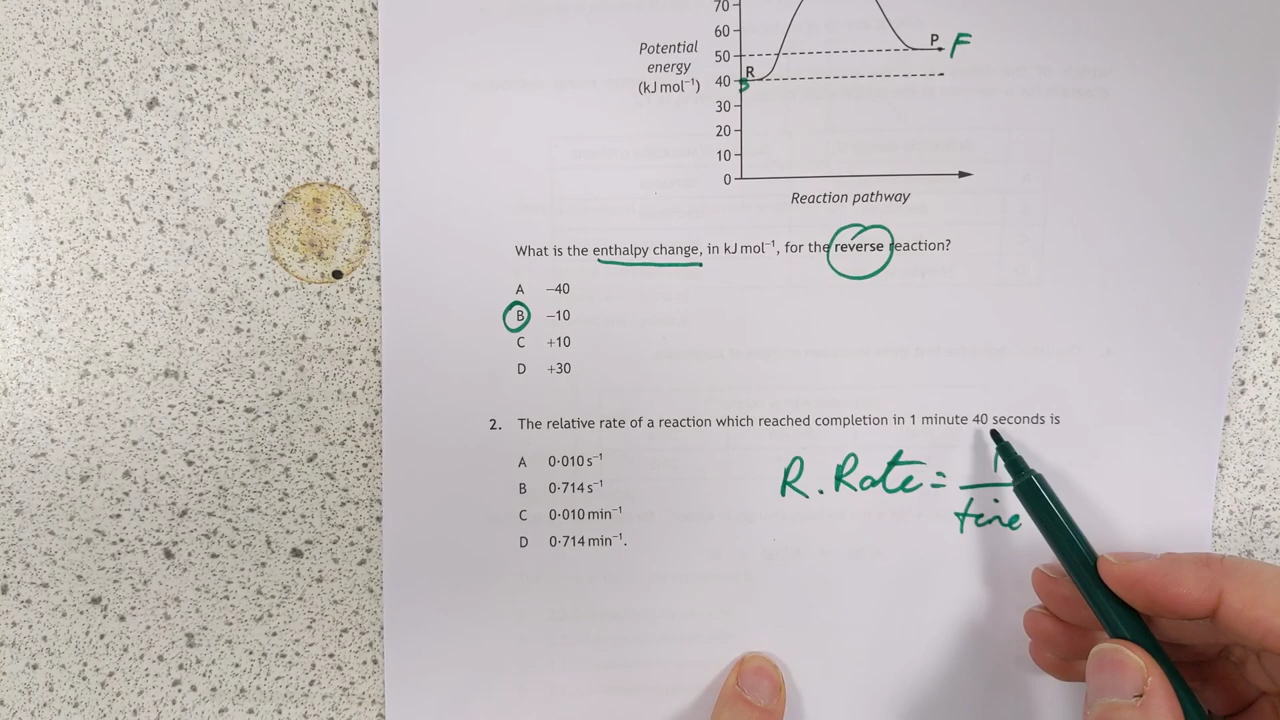 70
60
Potential
energy
(kJ mol⁻¹)
50
40
30
20
10
0
R
B
P F
Reaction pathway
What is the enthalpy change, in kJ mol⁻¹, for the reverse reaction?
A −40
B −10
C +10
D +30
2. The relative rate of a reaction which reached completion in 1 minute 40 seconds is
A 0·010 s⁻¹
B 0·714 s⁻¹
C 0·010 min⁻¹
D 0·714 min⁻¹.
R. Rate = 
time